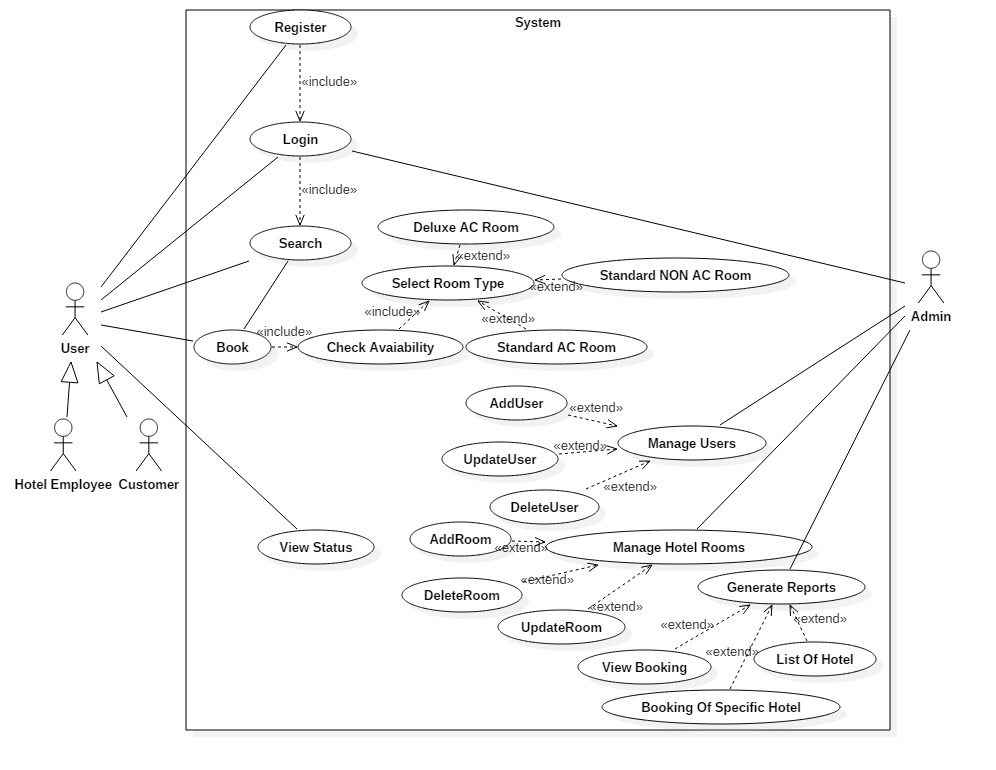 System
Register
«include»
Login
«include»
Search
Deluxe AC Room
«extend»
Select Room Type
Standard NON AC Room
«extend»
«include»
«extend»
Book
«include»
Check Avaiability
Standard AC Room
User
Admin
Hotel Employee
Customer
AddUser
«extend»
UpdateUser
«extend»
Manage Users
DeleteUser
«extend»
View Status
AddRoom
«extend»
Manage Hotel Rooms
DeleteRoom
«extend»
UpdateRoom
«extend»
Generate Reports
«extend»
«extend»
«extend»
View Booking
List Of Hotel
Booking Of Specific Hotel